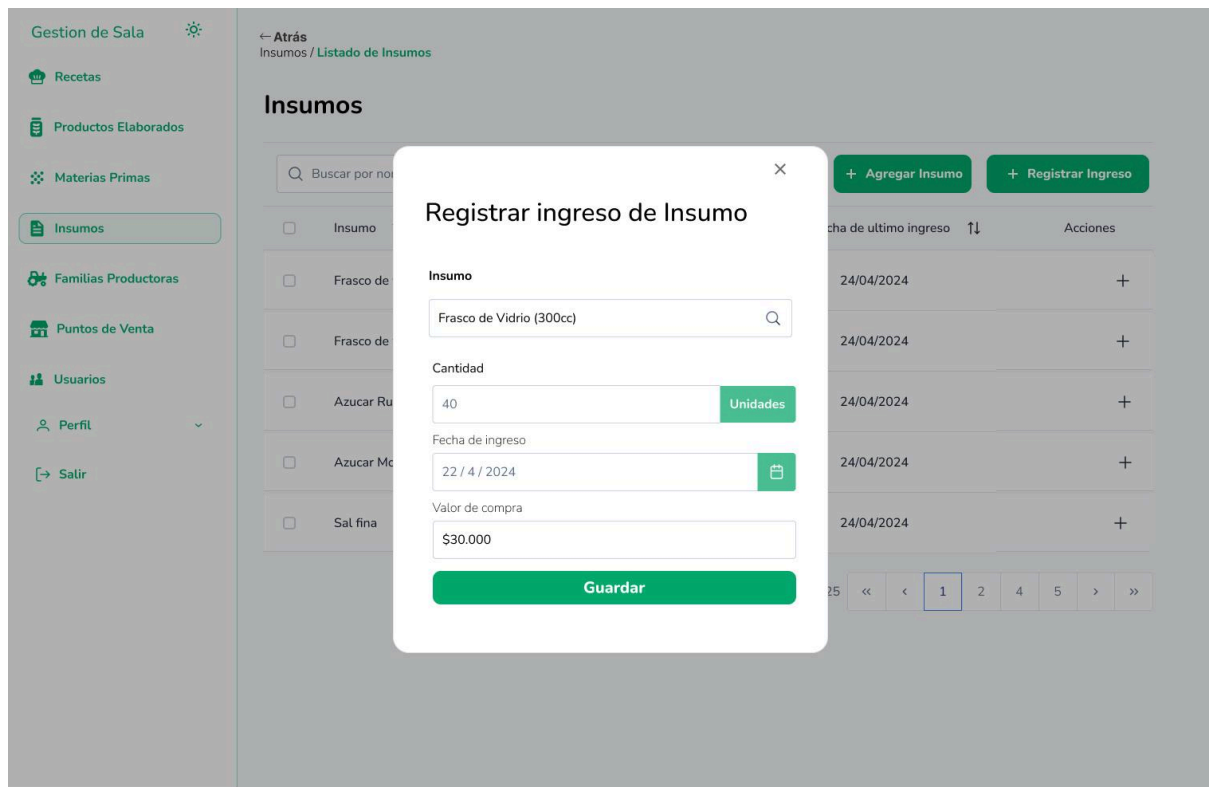 Gestion de Sala
Recetas
Productos Elaborados
Materias Primas
Insumos
Familias Productoras
Puntos de Venta
Usuarios
Perfil
Salir
← Atrás
Insumos / Listado de Insumos
Insumos
Buscar por
+ Agregar Insumo
+ Registrar Ingreso
Insumo
de ultimo ingreso
Acciones
Frasco de
24/04/2024
+
Frasco de
24/04/2024
+
Azucar
24/04/2024
+
Azucar
24/04/2024
+
Sal fina
24/04/2024
+
25 « ‹ 1 2 4 5 › »
Registrar ingreso de Insumo
Insumo
Frasco de Vidrio (300cc)
Cantidad
40
Unidades
Fecha de ingreso
22 / 4 / 2024
Valor de compra
$30.000
Guardar